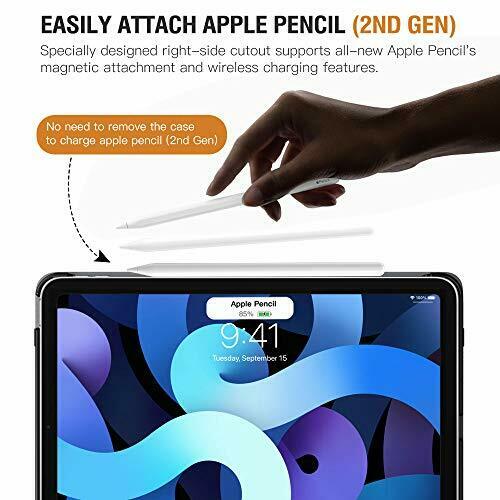 EASILY ATTACH APPLE PENCIL (2ND GEN)
Specially designed right-side cutout supports all-new Apple Pencil's
magnetic attachment and wireless charging features.
No need to remove the case
to charge apple pencil (2nd Gen)
Apple Pencil
85%
100%
9:41
Tuesday, September 15